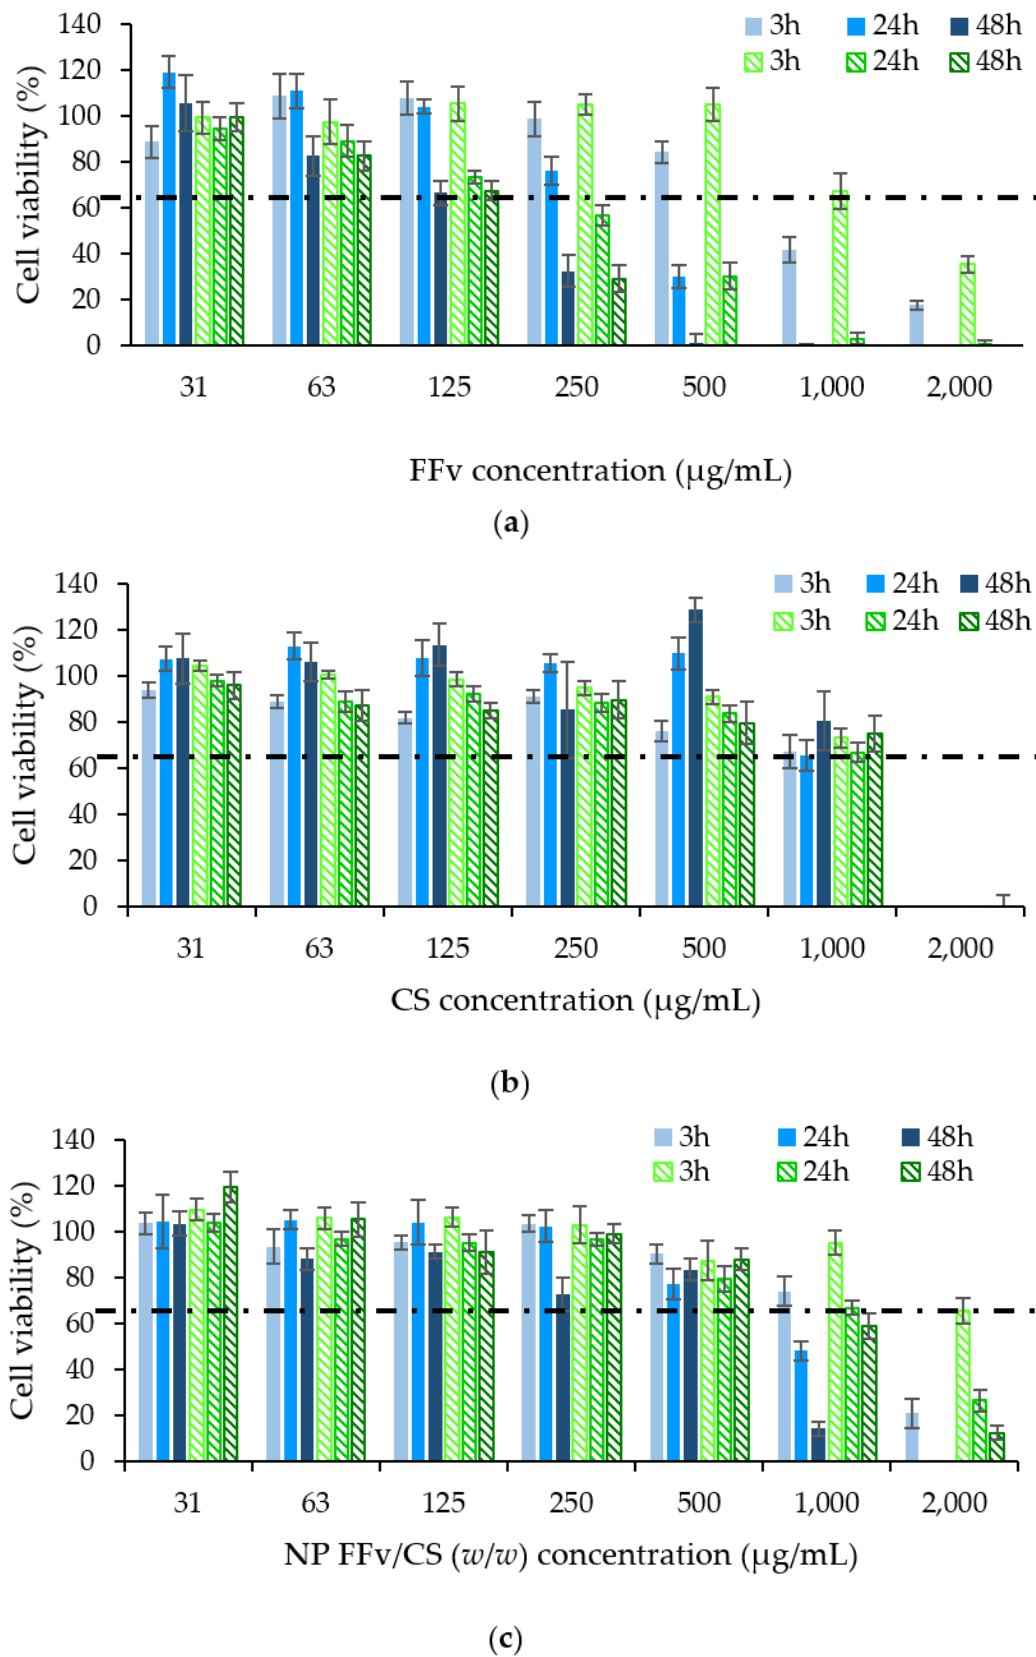 140
120
100
80
60
40
20
0
Cell viability (%)
3h 24h 48h
3h 24h 48h
31 63 125 250 500 1,000 2,000
FFv concentration (µg/mL)
(a)
140
120
100
80
60
40
20
0
Cell viability (%)
3h 24h 48h
3h 24h 48h
31 63 125 250 500 1,000 2,000
CS concentration (µg/mL)
(b)
140
120
100
80
60
40
20
0
Cell viability (%)
3h 24h 48h
3h 24h 48h
31 63 125 250 500 1,000 2,000
NP FFv/CS (w/w) concentration (µg/mL)
(c)